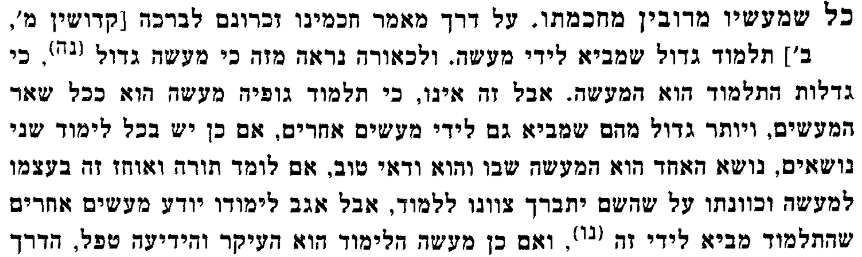 כל שמעשיו מרובין מחכמתו. על דרך מאמר חכמינו זכרונם לברכה [קדושין מ׳,
ב׳] תלמוד גדול שמביא לידי מעשה. ולכאורה נראה מזה כי מעשה גדול (נה), כי
גדלות התלמוד הוא המעשה. אבל זה אינו, כי תלמוד גופיה מעשה הוא ככל שאר
המעשים, ויותר גדול מהם שמביא גם לידי מעשים אחרים, אם כן יש בכל לימוד שני
נושאים, נושא האחד הוא המעשה שבו והוא ודאי טוב, אם לומד תורה ואוחז זה בעצמו
למעשה וכוונתו על שהשם יתברך צוונו ללמוד, אבל אגב לימודו יודע מעשים אחרים
שהתלמוד מביא לידי זה (נו), ואם כן מעשה הלימוד הוא העיקר והידיעה טפל, הדרך